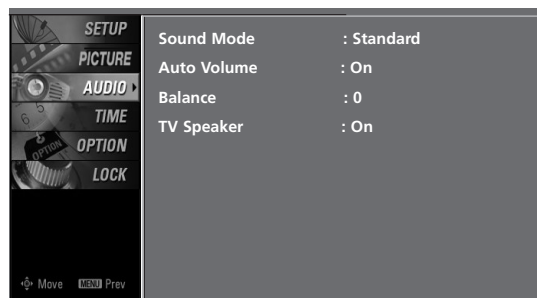 SETUP
PICTURE
AUDIO
TIME
OPTION
LOCK
Move MENU Prev
Sound Mode : Standard
Auto Volume : On
Balance : 0
TV Speaker : On